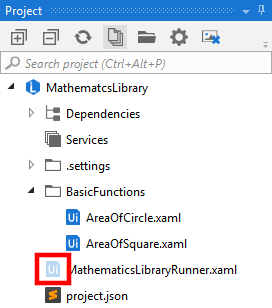 Project
Search project (Ctrl+Alt+P)
MathematcsLibrary
Dependencies
Services
.settings
BasicFunctions
Ui AreaOfCircle.xaml
Ui AreaOfSquare.xaml
Ui MathematicsLibraryRunner.xaml
project.json